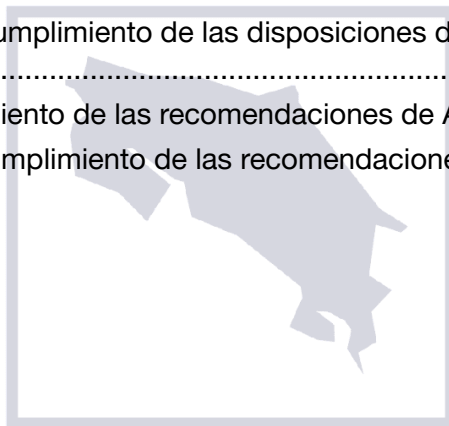 umplimiento de las disposiciones d
........................................................
iento de las recomendaciones de A
mplimiento de las recomendacione